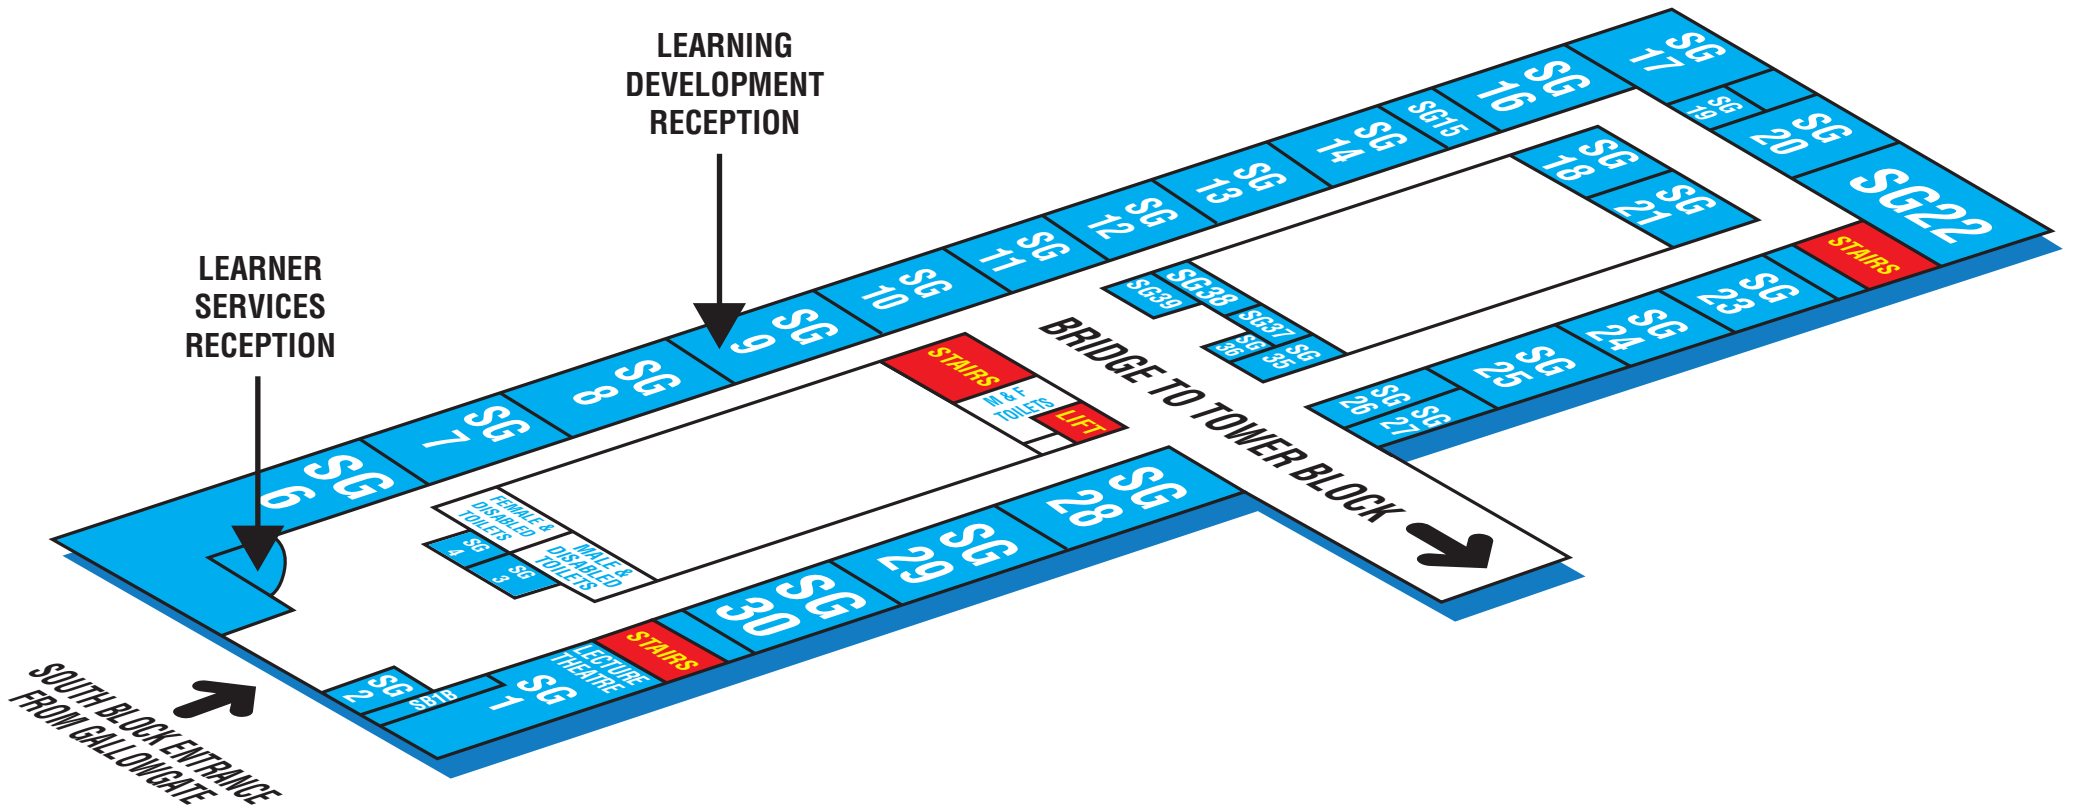 LEARNING
DEVELOPMENT
RECEPTION
LEARNER
SERVICES
RECEPTION
SG
17
SG
16
SG15
SG
14
SG
13
SG
12
SG
11
SG
10
SG
9
SG
8
SG
7
SG
6
SG
19
SG
20
SG22
SG
18
SG
21
STAIRS
SG
23
SG
24
SG
25
SG
26
SG
27
SG39
SG38
SG37
SG
36
SG
35
BRIDGE TO TOWER BLOCK
STAIRS
M & F
TOILETS
LIFT
FEMALE &
DISABLED
TOILETS
MALE &
DISABLED
TOILETS
SG
4
SG
3
SG
28
SG
29
SG
30
STAIRS
LECTURE
THEATRE
SG
1
SB1B
SG
2
SOUTH BLOCK ENTRANCE
FROM GALLOWGATE